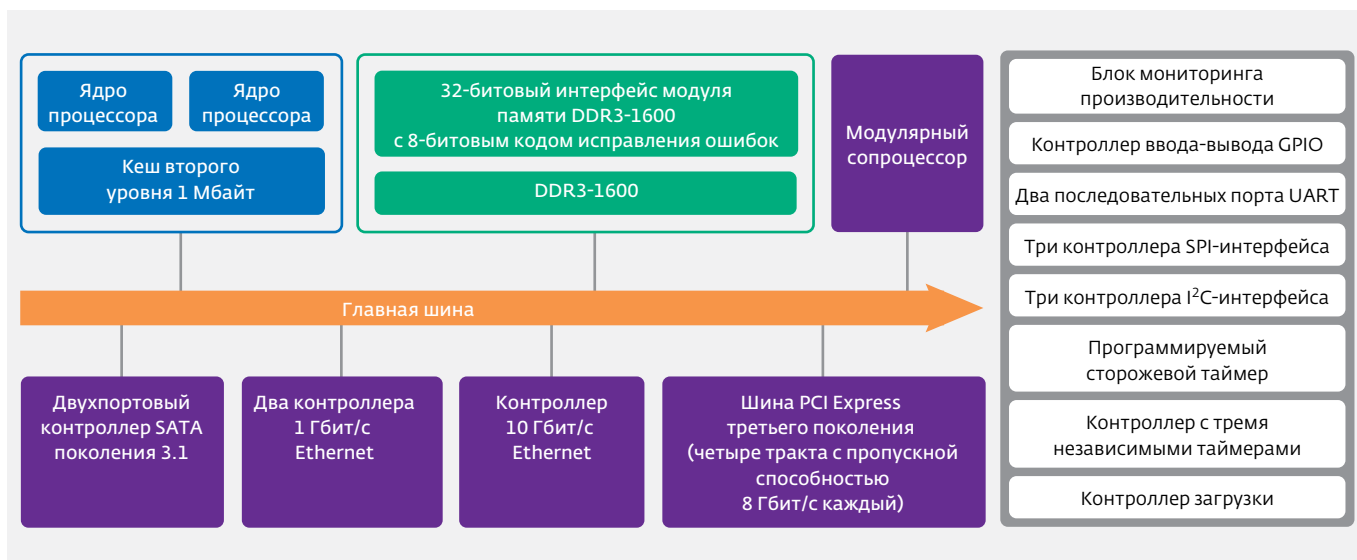 Ядро
процессора
Ядро
процессора
Кеш второго
уровня 1 Мбайт
32-битовый интерфейс модуля
памяти DDR3-1600
с 8-битовым кодом исправления ошибок
DDR3-1600
Модулярный
сопроцессор
Главная шина
Двухпортовый
контроллер SATA
поколения 3.1
Два контроллера
1 Гбит/с
Ethernet
Контроллер
10 Гбит/с
Ethernet
Шина PCI Express
третьего поколения
(четыре тракта с пропускной
способностью
8 Гбит/с каждый)
Блок мониторинга
производительности
Контроллер ввода-вывода GPIO
Два последовательных порта UART
Три контроллера SPI-интерфейса
Три контроллера I²C-интерфейса
Программируемый
сторожевой таймер
Контроллер с тремя
независимыми таймерами
Контроллер загрузки